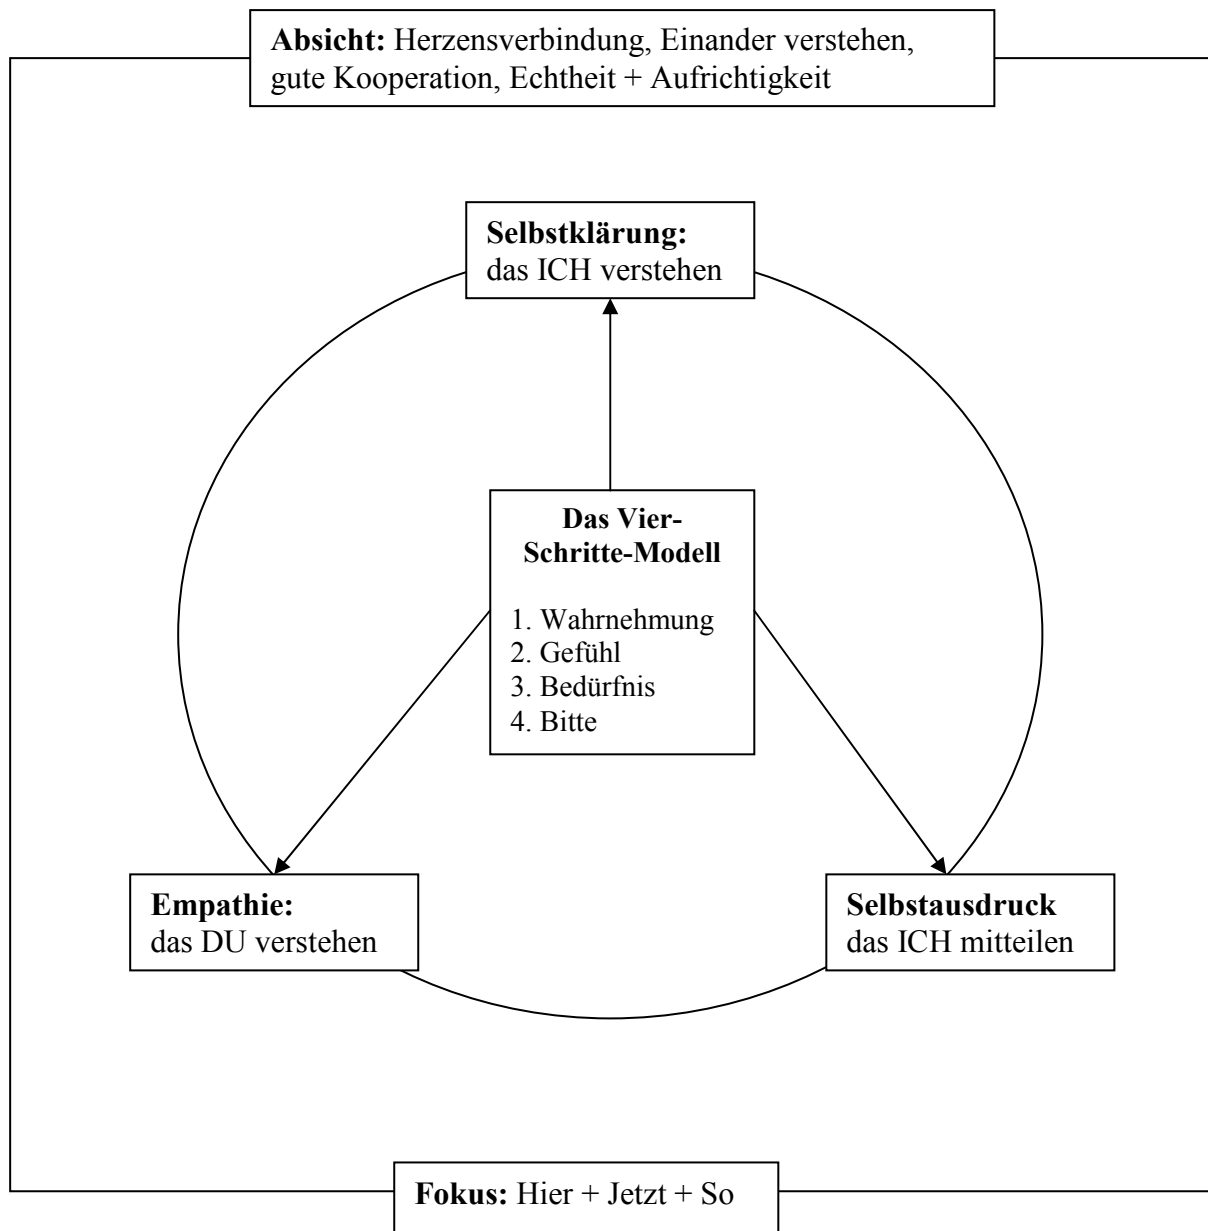 Absicht: Herzensverbindung, Einander verstehen,
gute Kooperation, Echtheit + Aufrichtigkeit
Selbstklärung:
das ICH verstehen
Das Vier-
Schritte-Modell
1. Wahrnehmung
2. Gefühl
3. Bedürfnis
4. Bitte
Empathie:
das DU verstehen
Selbstausdruck
das ICH mitteilen
Fokus: Hier + Jetzt + So